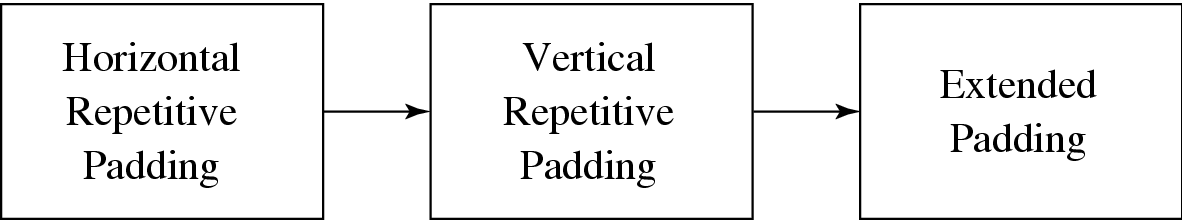 Horizontal
Repetitive
Padding
Vertical
Repetitive
Padding
Extended
Padding